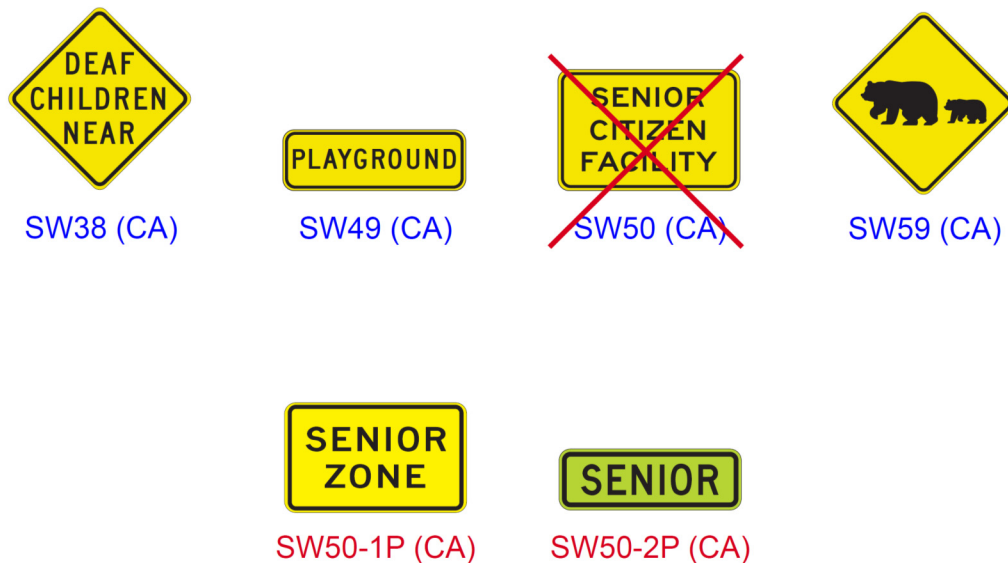 DEAF
CHILDREN
NEAR
SW38 (CA)
PLAYGROUND
SW49 (CA)
SENIOR
CITIZEN
FACILITY
SW50 (CA)
SW59 (CA)
SENIOR
ZONE
SW50-1P (CA)
SENIOR
SW50-2P (CA)